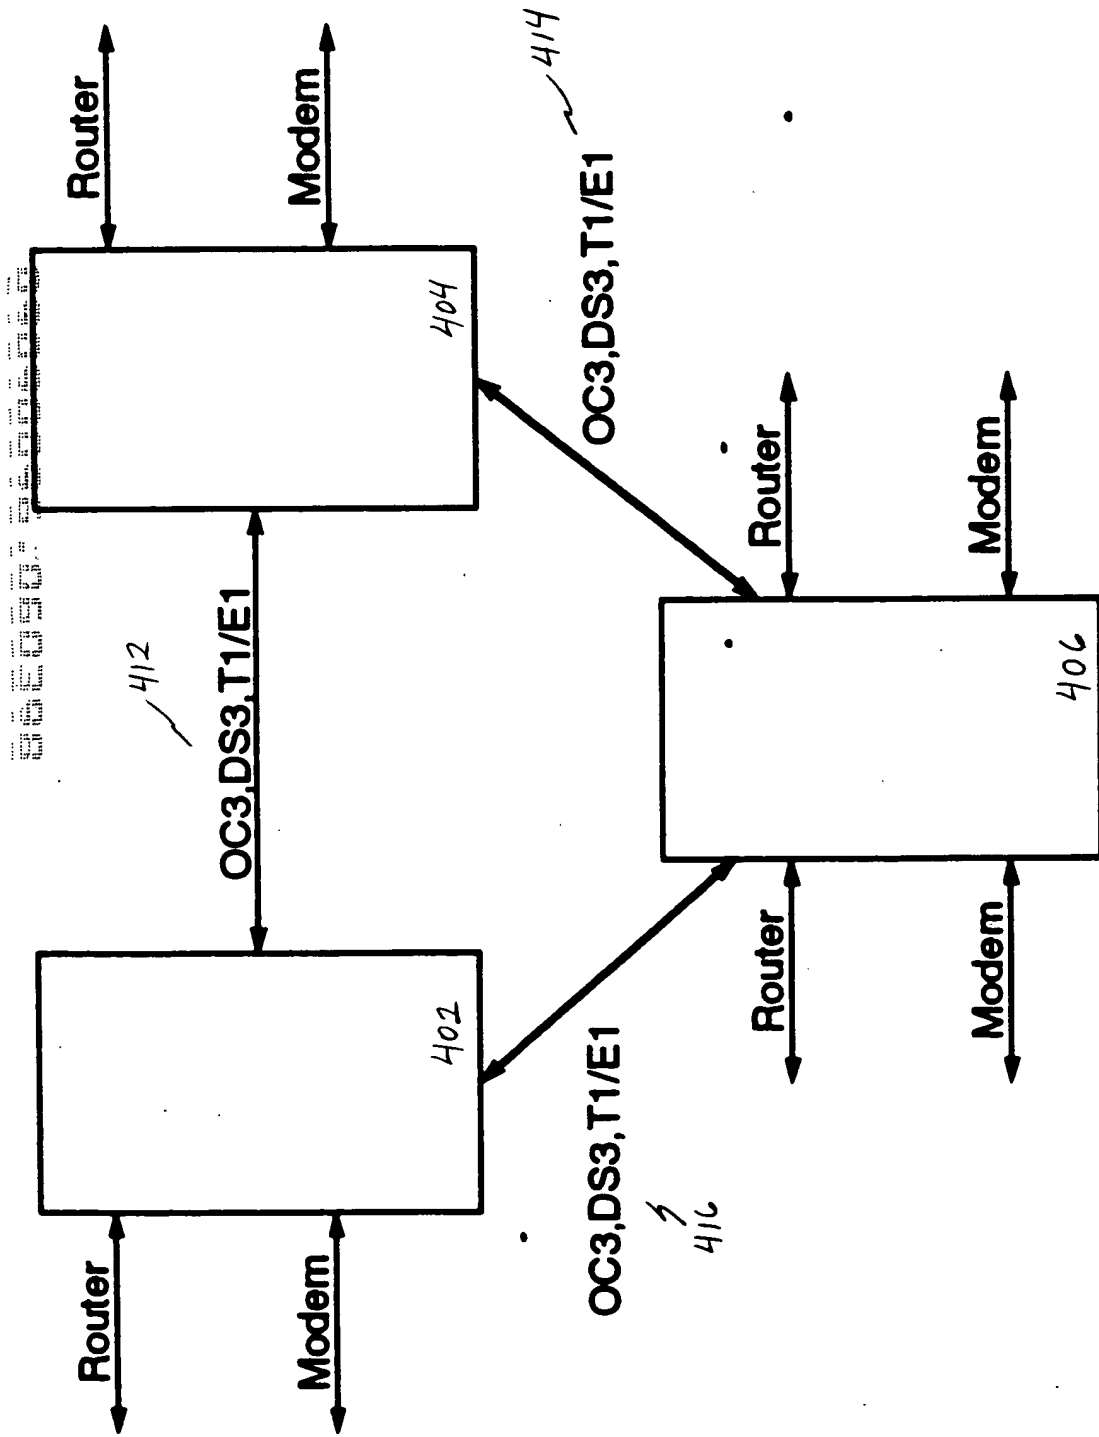 Router
Modem
402
OC3,DS3,T1/E1
412
404
Router
Modem
OC3,DS3,T1/E1
416
OC3,DS3,T1/E1
414
Router
Modem
406
Router
Modem